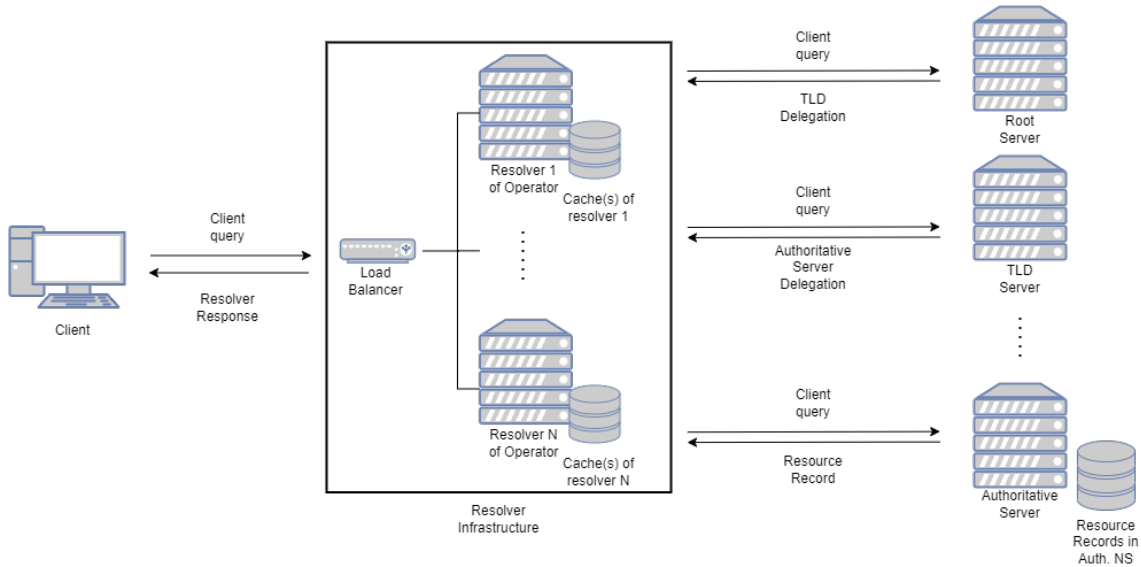 Client
query
Resolver
Response
Client
Load
Balancer
Resolver 1
of Operator
Cache(s) of
resolver 1
Resolver N
of Operator
Cache(s) of
resolver N
Resolver
Infrastructure
Client
query
TLD
Delegation
Root
Server
Client
query
Authoritative
Server
Delegation
TLD
Server
Client
query
Resource
Record
Authoritative
Server
Resource
Records in
Auth. NS